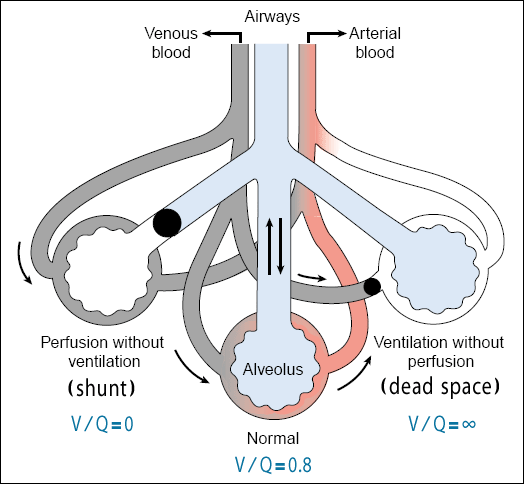 Airways
Venous
blood
Arterial
blood
Perfusion without
ventilation
(shunt)
V/Q=0
Alveolus
Normal
V/Q=0.8
Ventilation without
perfusion
(dead space)
V/Q=∞